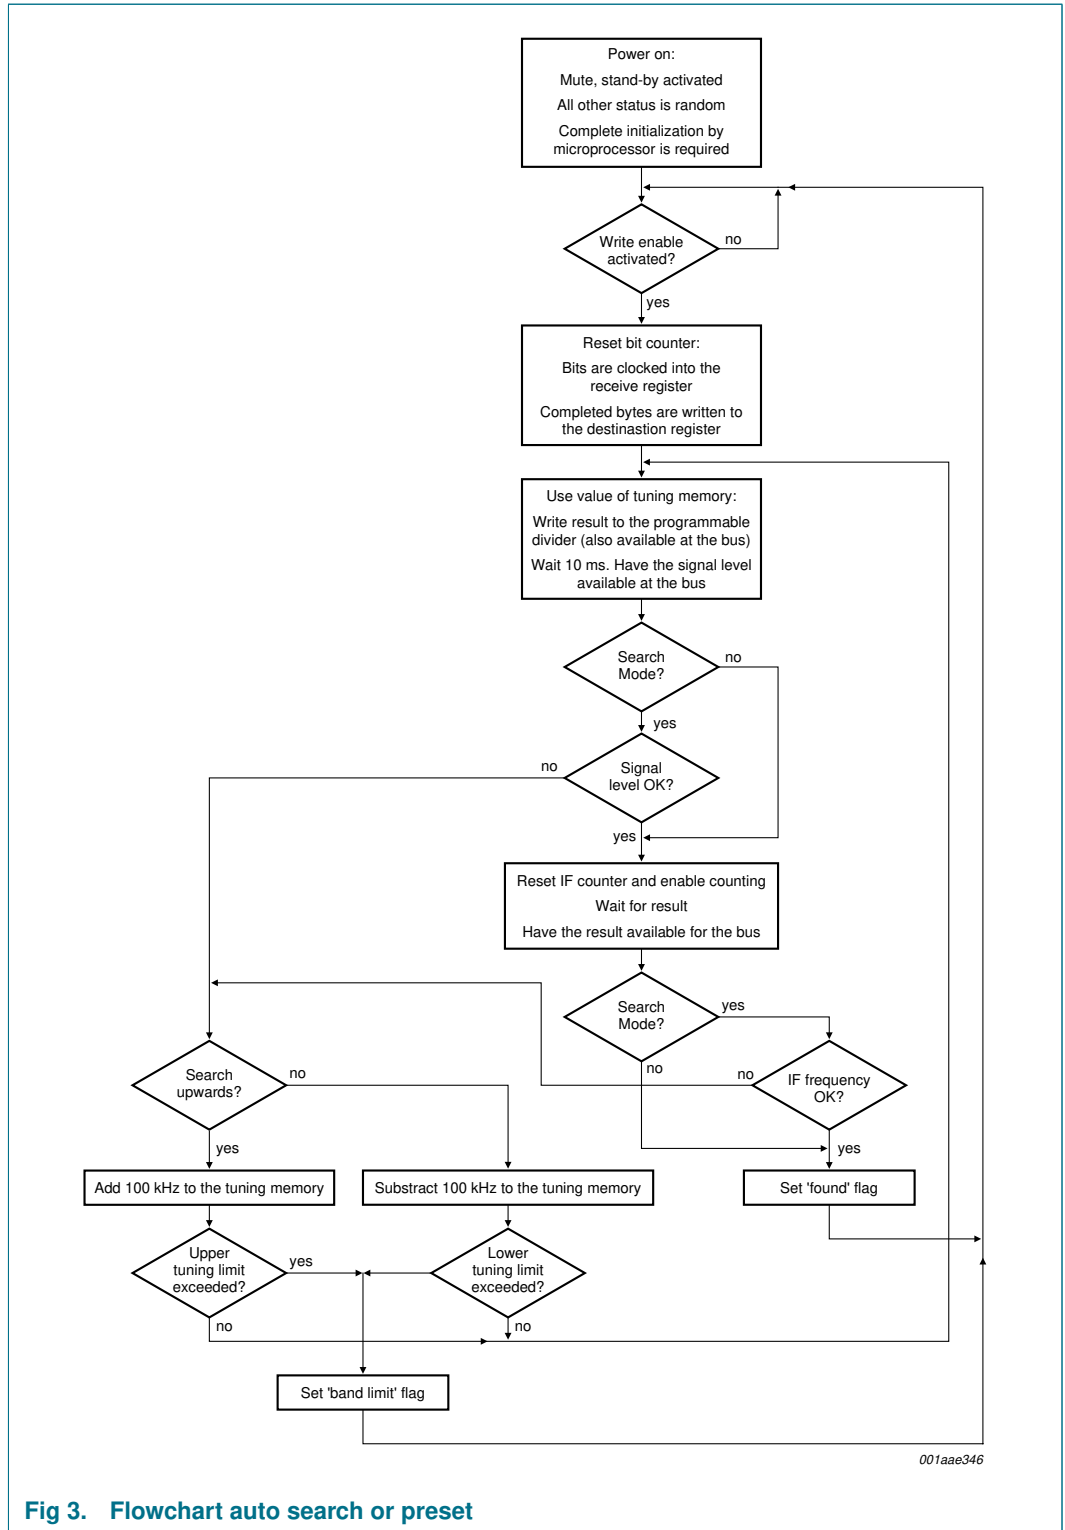 Power on:
Mute, stand-by activated
All other status is random
Complete initialization by
microprocessor is required
Write enable
activated?
no
yes
Reset bit counter:
Bits are clocked into the
receive register
Completed bytes are written to
the destinastion register
Use value of tuning memory:
Write result to the programmable
divider (also available at the bus)
Wait 10 ms. Have the signal level
available at the bus
Search
Mode?
no
yes
Signal
level OK?
no
yes
Reset IF counter and enable counting
Wait for result
Have the result available for the bus
Search
Mode?
yes
no
IF frequency
OK?
no
yes
Search
upwards?
no
yes
Add 100 kHz to the tuning memory
Substract 100 kHz to the tuning memory
Set 'found' flag
Upper
tuning limit
exceeded?
yes
no
Lower
tuning limit
exceeded?
no
Set 'band limit' flag
001aae346
Fig 3. Flowchart auto search or preset